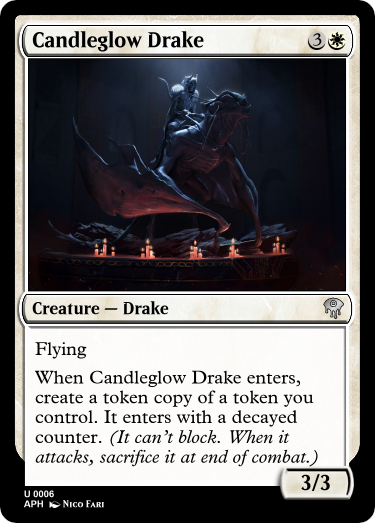 Candleglow Drake 3
Creature — Drake
Flying
When Candleglow Drake enters,
create a token copy of a token you
control. It enters with a decayed
counter. (It can't block. When it
attacks, sacrifice it at end of combat.)
3/3
U 0006
APH Nico Fari